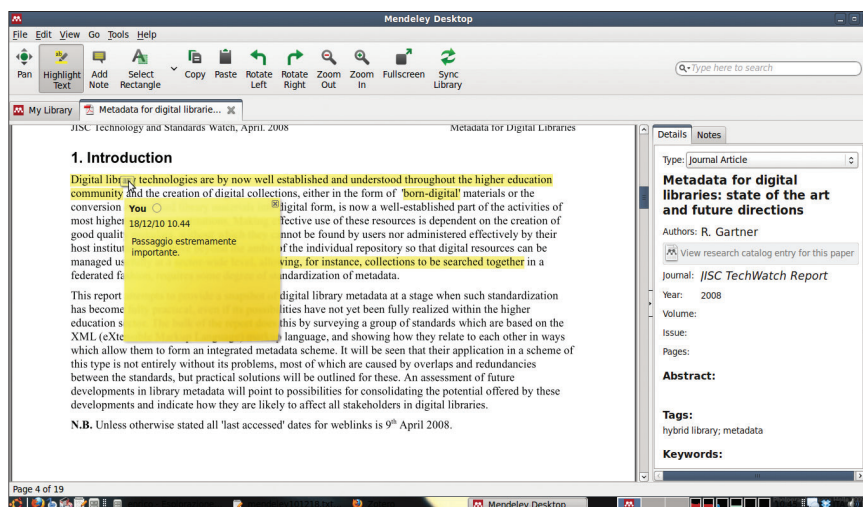 Mendeley Desktop
File Edit View Go Tools Help
Pan
Highlight Text
Add Note
Select Rectangle
Copy
Paste
Rotate Left
Rotate Right
Zoom Out
Zoom In
Fullscreen
Sync Library
Type here to search
My Library
Metadata for digital librarie...
JISC Technology and Standards Watch, April. 2008 Metadata for Digital Libraries
1. Introduction
Digital library technologies are by now well established and understood throughout the higher education
community and the creation of digital collections, either in the form of 'born-digital' materials or the
conversion digital form, is now a well-established part of the activities of
most higher effective use of these resources is dependent on the creation of
good quality nnot be found by users nor administered effectively by their
host institut of the individual repository so that digital resources can be
managed us wing, for instance, collections to be searched together in a
federated fa ndardization of metadata.
You
18/12/10 10.44
Passaggio estremamente
importante.
This report digital library metadata at a stage when such standardization
has become lities have not yet been fully realized within the higher
education s this by surveying a group of standards which are based on the
XML (eXte language, and showing how they relate to each other in ways
which allow them to form an integrated metadata scheme. It will be seen that their application in a scheme of
this type is not entirely without its problems, most of which are caused by overlaps and redundancies
between the standards, but practical solutions will be outlined for these. An assessment of future
developments in library metadata will point to possibilities for consolidating the potential offered by these
developments and indicate how they are likely to affect all stakeholders in digital libraries.
N.B. Unless otherwise stated all 'last accessed' dates for weblinks is 9th April 2008.
Details Notes
Type: Journal Article
Metadata for digital
libraries: state of the art
and future directions
Authors: R. Gartner
View research catalog entry for this paper
Journal: JISC TechWatch Report
Year: 2008
Volume:
Issue:
Pages:
Abstract:
Tags:
hybrid library; metadata
Keywords:
Page 4 of 19
Mendeley Desktop